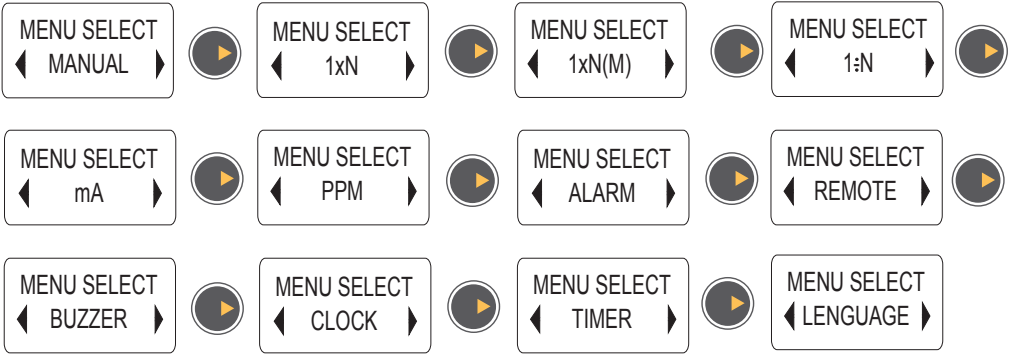 MENU SELECT
MANUAL
MENU SELECT
1xN
MENU SELECT
1xN(M)
MENU SELECT
1:N
MENU SELECT
mA
MENU SELECT
PPM
MENU SELECT
ALARM
MENU SELECT
REMOTE
MENU SELECT
BUZZER
MENU SELECT
CLOCK
MENU SELECT
TIMER
MENU SELECT
LENGUAGE